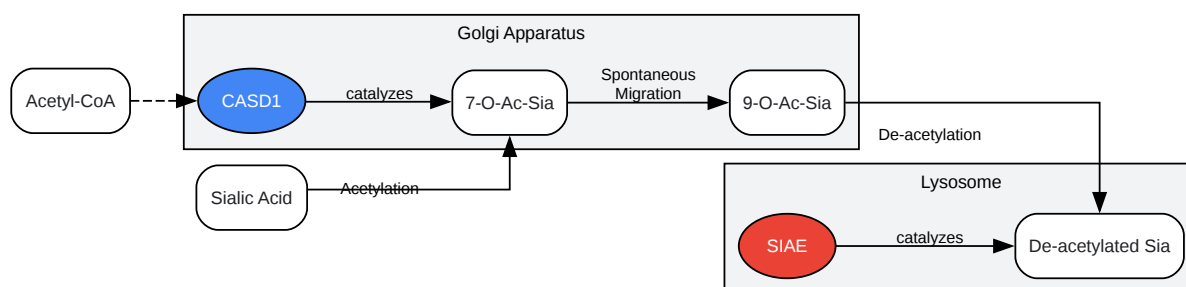 Golgi Apparatus
Acetyl-CoA
CASD1
catalyzes
7-O-Ac-Sia
Spontaneous
Migration
9-O-Ac-Sia
De-acetylation
Sialic Acid
Acetylation
Lysosome
SIAE
catalyzes
De-acetylated Sia